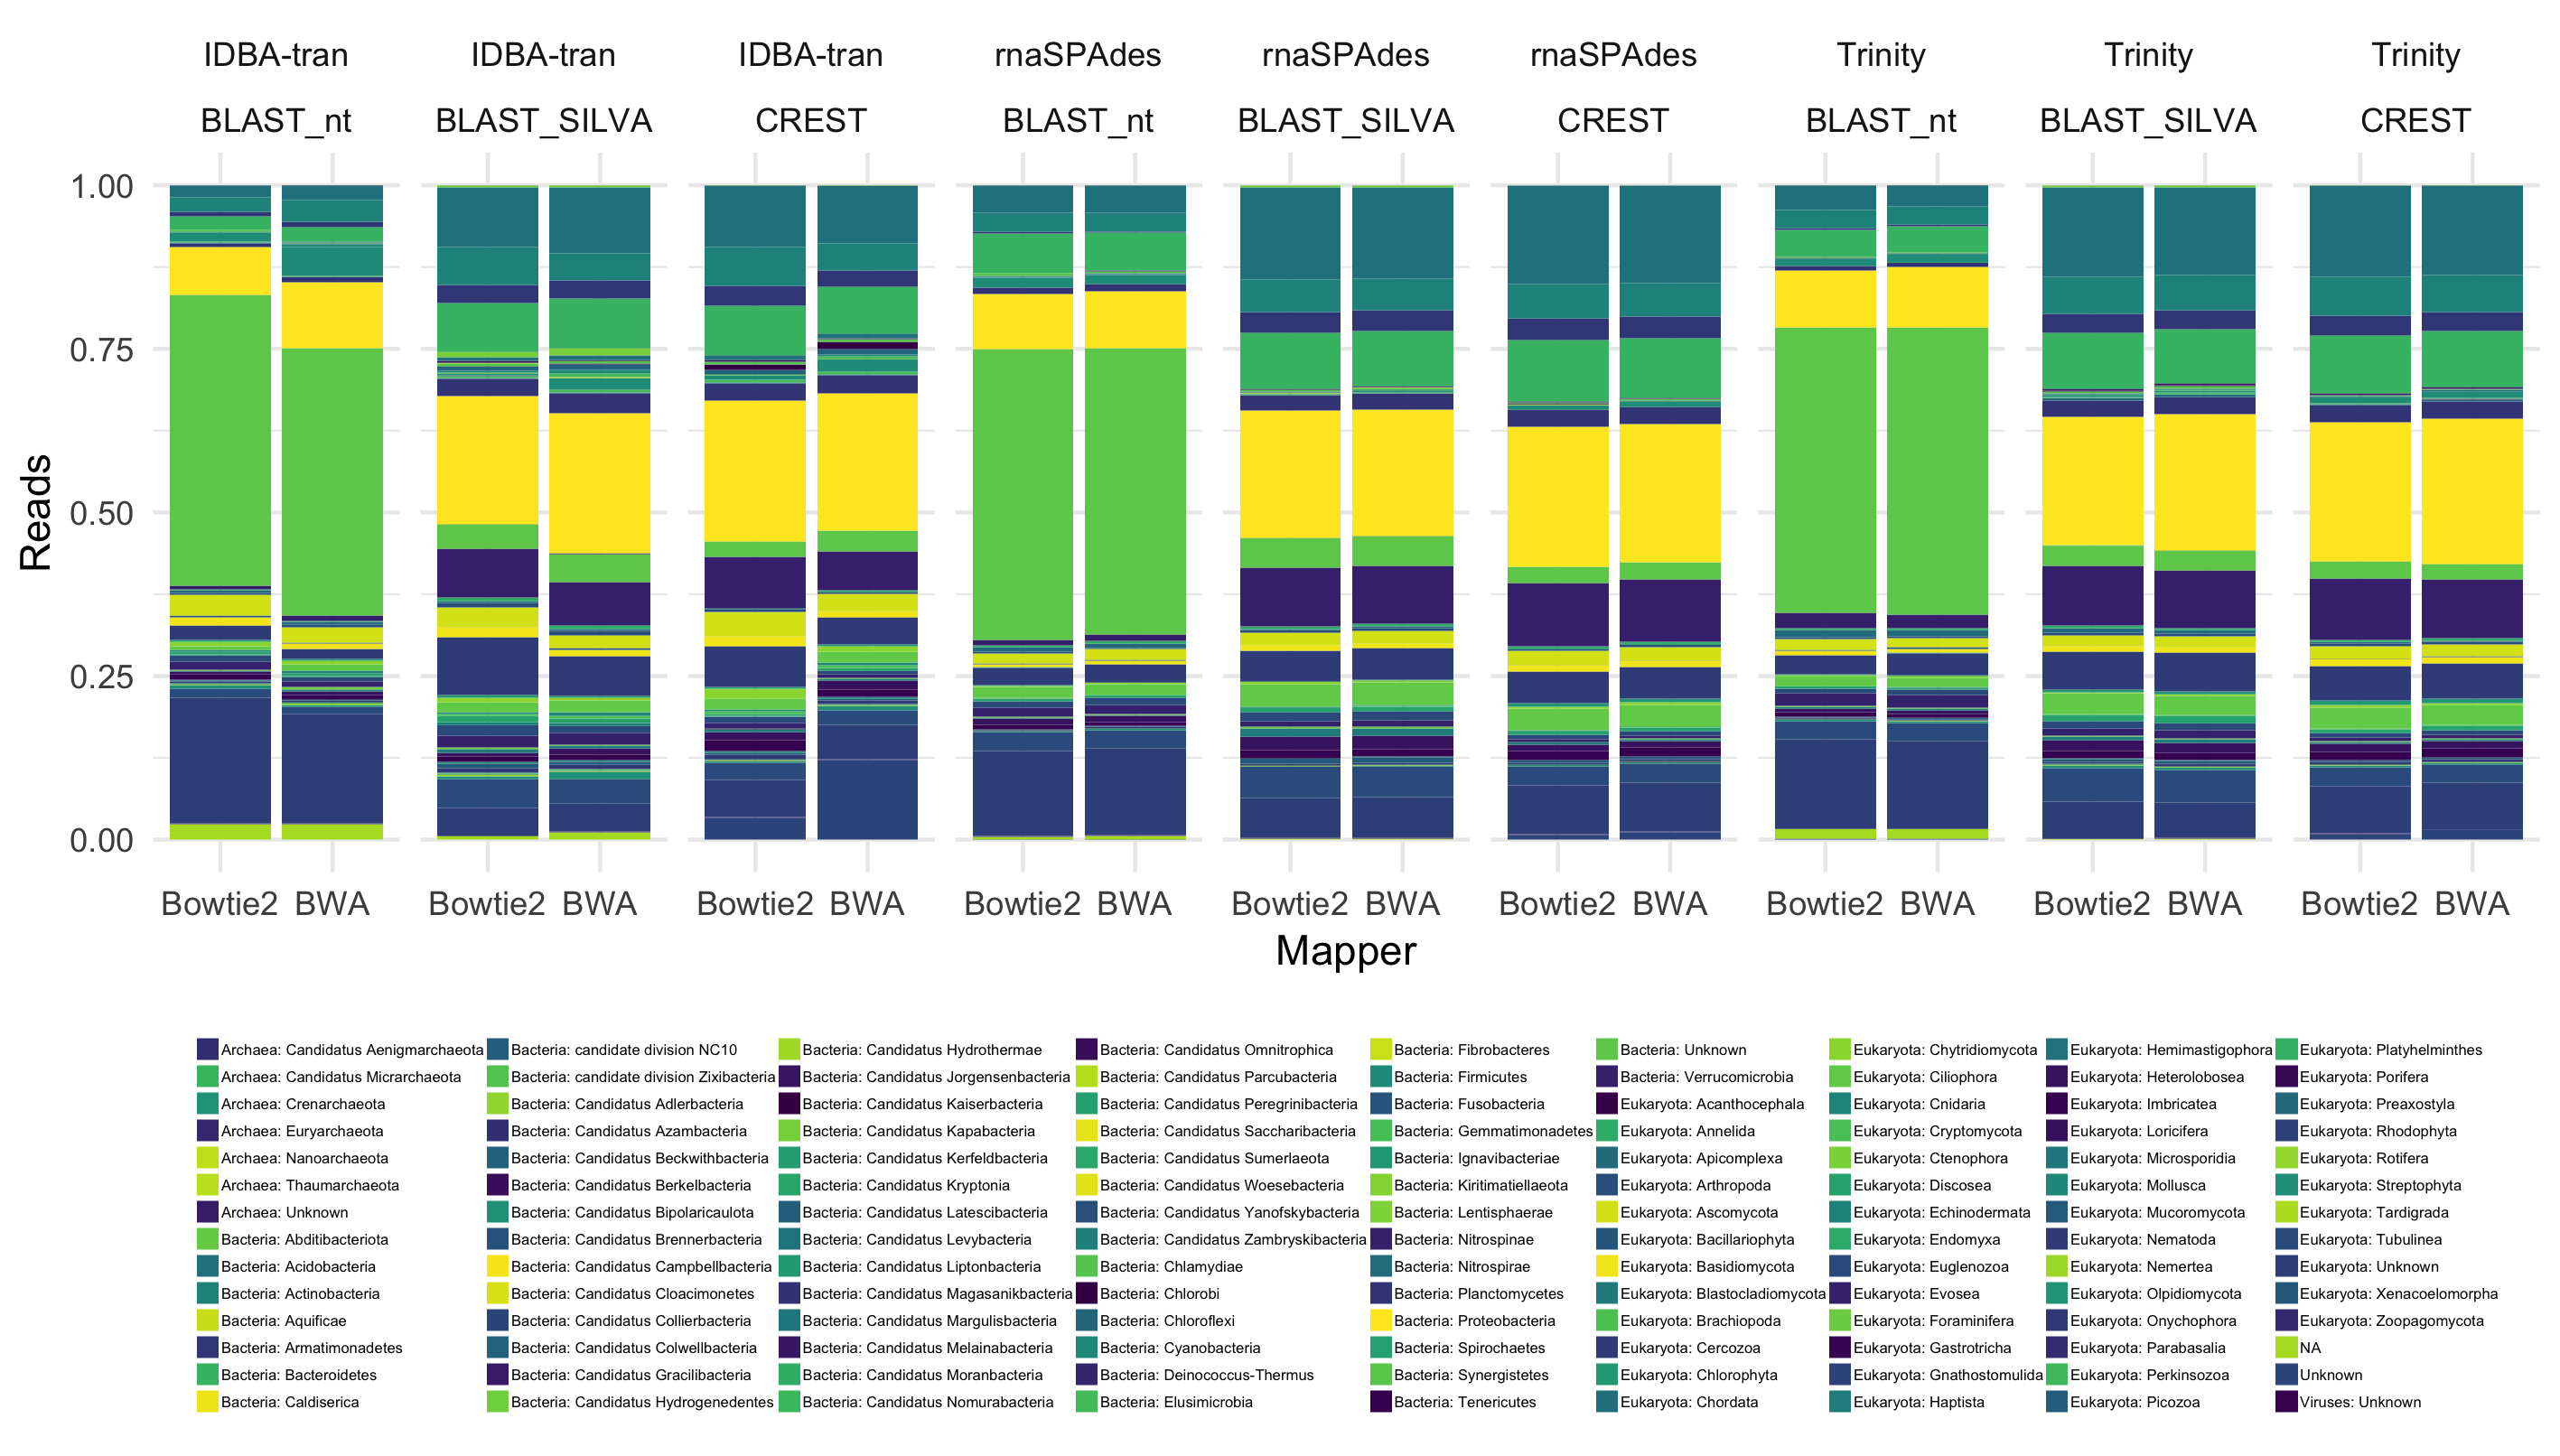 IDBA-tran IDBA-tran IDBA-tran rnaSPAdes rnaSPAdes rnaSPAdes Trinity Trinity Trinity
BLAST_nt BLAST_SILVA CREST BLAST_nt BLAST_SILVA CREST BLAST_nt BLAST_SILVA CREST
1.00
0.75
0.50
0.25
0.00
Reads
Bowtie2 BWA Bowtie2 BWA Bowtie2 BWA Bowtie2 BWA Bowtie2 BWA Bowtie2 BWA Bowtie2 BWA Bowtie2 BWA Bowtie2 BWA
Mapper
Archaea: Candidatus Aenigmarchaeota
Archaea: Candidatus Micrarchaeota
Archaea: Crenarchaeota
Archaea: Euryarchaeota
Archaea: Nanoarchaeota
Archaea: Thaumarchaeota
Archaea: Unknown
Bacteria: Abditibacteriota
Bacteria: Acidobacteria
Bacteria: Actinobacteria
Bacteria: Aquificae
Bacteria: Armatimonadetes
Bacteria: Bacteroidetes
Bacteria: Caldiserica
Bacteria: candidate division NC10
Bacteria: candidate division Zixibacteria
Bacteria: Candidatus Adlerbacteria
Bacteria: Candidatus Azambacteria
Bacteria: Candidatus Beckwithbacteria
Bacteria: Candidatus Berkelbacteria
Bacteria: Candidatus Bipolaricaulota
Bacteria: Candidatus Brennerbacteria
Bacteria: Candidatus Campbellbacteria
Bacteria: Candidatus Cloacimonetes
Bacteria: Candidatus Collierbacteria
Bacteria: Candidatus Colwellbacteria
Bacteria: Candidatus Gracilibacteria
Bacteria: Candidatus Hydrogenedentes
Bacteria: Candidatus Hydrothermae
Bacteria: Candidatus Jorgensenbacteria
Bacteria: Candidatus Kaiserbacteria
Bacteria: Candidatus Kapabacteria
Bacteria: Candidatus Kerfeldbacteria
Bacteria: Candidatus Kryptonia
Bacteria: Candidatus Latescibacteria
Bacteria: Candidatus Levybacteria
Bacteria: Candidatus Liptonbacteria
Bacteria: Candidatus Magasanikbacteria
Bacteria: Candidatus Margulisbacteria
Bacteria: Candidatus Melainabacteria
Bacteria: Candidatus Moranbacteria
Bacteria: Candidatus Nomurabacteria
Bacteria: Candidatus Omnitrophica
Bacteria: Candidatus Parcubacteria
Bacteria: Candidatus Peregrinibacteria
Bacteria: Candidatus Saccharibacteria
Bacteria: Candidatus Sumerlaeota
Bacteria: Candidatus Woesebacteria
Bacteria: Candidatus Yanofskybacteria
Bacteria: Candidatus Zambryskibacteria
Bacteria: Chlamydiae
Bacteria: Chlorobi
Bacteria: Chloroflexi
Bacteria: Cyanobacteria
Bacteria: Deinococcus-Thermus
Bacteria: Elusimicrobia
Bacteria: Fibrobacteres
Bacteria: Firmicutes
Bacteria: Fusobacteria
Bacteria: Gemmatimonadetes
Bacteria: Ignavibacteriae
Bacteria: Kiritimatiellaeota
Bacteria: Lentisphaerae
Bacteria: Nitrospinae
Bacteria: Nitrospirae
Bacteria: Planctomycetes
Bacteria: Proteobacteria
Bacteria: Spirochaetes
Bacteria: Synergistetes
Bacteria: Tenericutes
Bacteria: Unknown
Bacteria: Verrucomicrobia
Eukaryota: Acanthocephala
Eukaryota: Annelida
Eukaryota: Apicomplexa
Eukaryota: Arthropoda
Eukaryota: Ascomycota
Eukaryota: Bacillariophyta
Eukaryota: Basidiomycota
Eukaryota: Blastocladiomycota
Eukaryota: Brachiopoda
Eukaryota: Cercozoa
Eukaryota: Chlorophyta
Eukaryota: Chordata
Eukaryota: Chytridiomycota
Eukaryota: Ciliophora
Eukaryota: Cnidaria
Eukaryota: Cryptomycota
Eukaryota: Ctenophora
Eukaryota: Discosea
Eukaryota: Echinodermata
Eukaryota: Endomyxa
Eukaryota: Euglenozoa
Eukaryota: Evosea
Eukaryota: Foraminifera
Eukaryota: Gastrotricha
Eukaryota: Gnathostomulida
Eukaryota: Haptista
Eukaryota: Hemimastigophora
Eukaryota: Heterolobosea
Eukaryota: Imbricatea
Eukaryota: Loricifera
Eukaryota: Microsporidia
Eukaryota: Mollusca
Eukaryota: Mucoromycota
Eukaryota: Nematoda
Eukaryota: Nemertea
Eukaryota: Olpidiomycota
Eukaryota: Onychophora
Eukaryota: Parabasalia
Eukaryota: Perkinsozoa
Eukaryota: Picozoa
Eukaryota: Platyhelminthes
Eukaryota: Porifera
Eukaryota: Preaxostyla
Eukaryota: Rhodophyta
Eukaryota: Rotifera
Eukaryota: Streptophyta
Eukaryota: Tardigrada
Eukaryota: Tubulinea
Eukaryota: Unknown
Eukaryota: Xenacoelomorpha
Eukaryota: Zoopagomycota
NA
Unknown
Viruses: Unknown